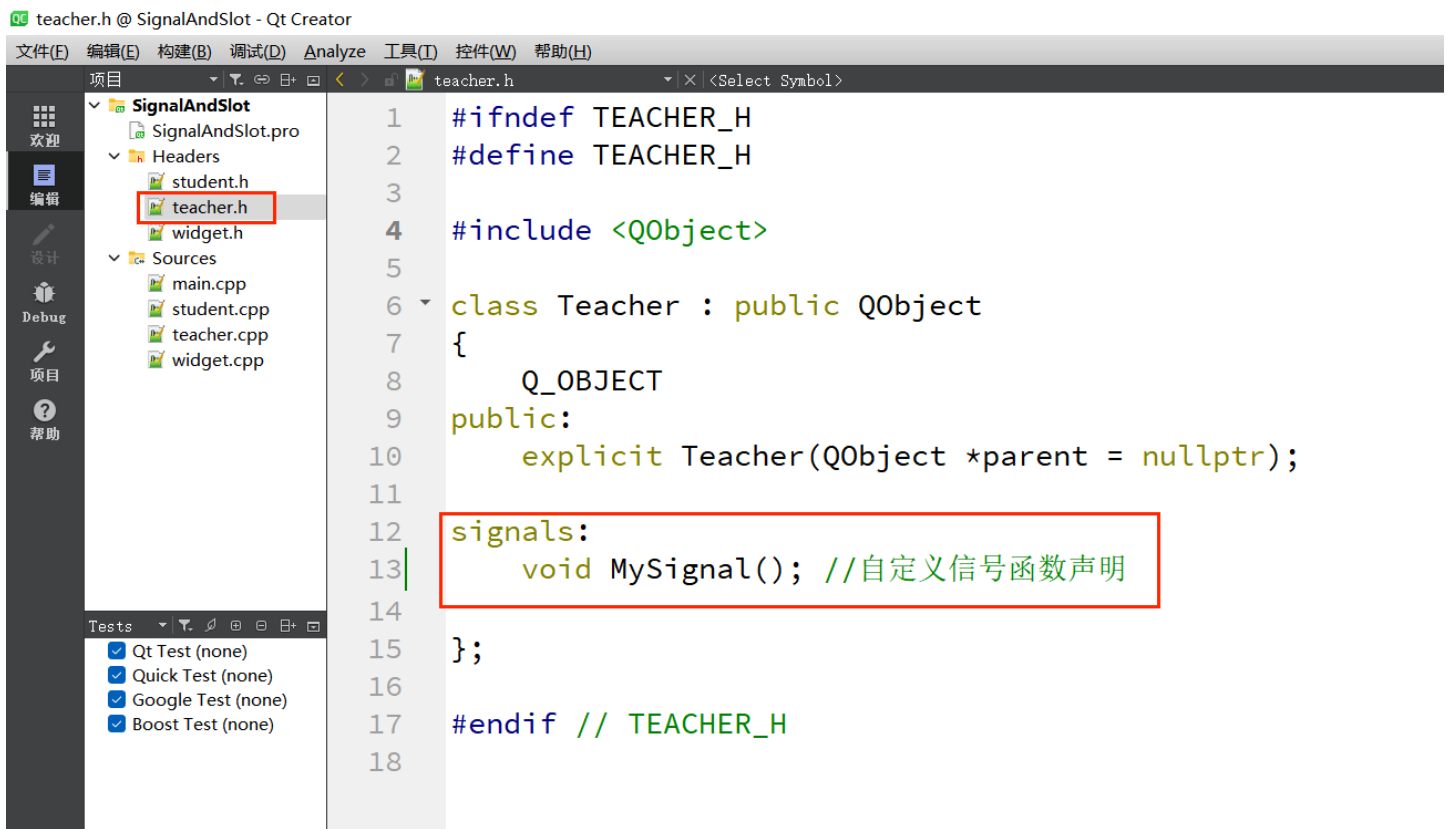 teacher.h @ SignalAndSlot - Qt Creator
文件(F) 编辑(E) 构建(B) 调试(D) Analyze 工具(T) 控件(W) 帮助(H)
项目
teacher.h
<Select Symbol>
欢迎
编辑
设计
Debug
项目
帮助
SignalAndSlot
SignalAndSlot.pro
Headers
student.h
teacher.h
widget.h
Sources
main.cpp
student.cpp
teacher.cpp
widget.cpp
Tests
Qt Test (none)
Quick Test (none)
Google Test (none)
Boost Test (none)
1 #ifndef TEACHER_H
2 #define TEACHER_H
3
4 #include <QObject>
5
6 class Teacher : public QObject
7 {
8 Q_OBJECT
9 public:
10 explicit Teacher(QObject *parent = nullptr);
11
12 signals:
13 void MySignal(); //自定义信号函数声明
14
15 };
16
17 #endif // TEACHER_H
18